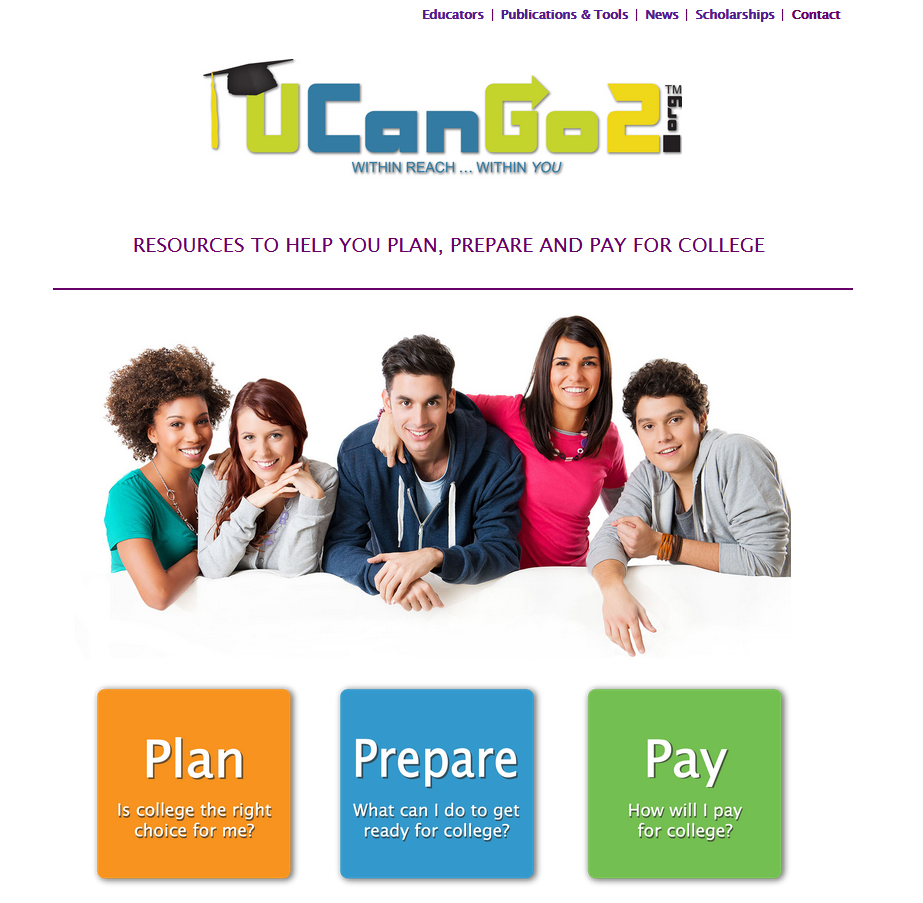 Educators | Publications & Tools | News | Scholarships | Contact
UCanGo2.org™
WITHIN REACH ... WITHIN YOU
RESOURCES TO HELP YOU PLAN, PREPARE AND PAY FOR COLLEGE
Plan
Is college the right
choice for me?
Prepare
What can I do to get
ready for college?
Pay
How will I pay
for college?